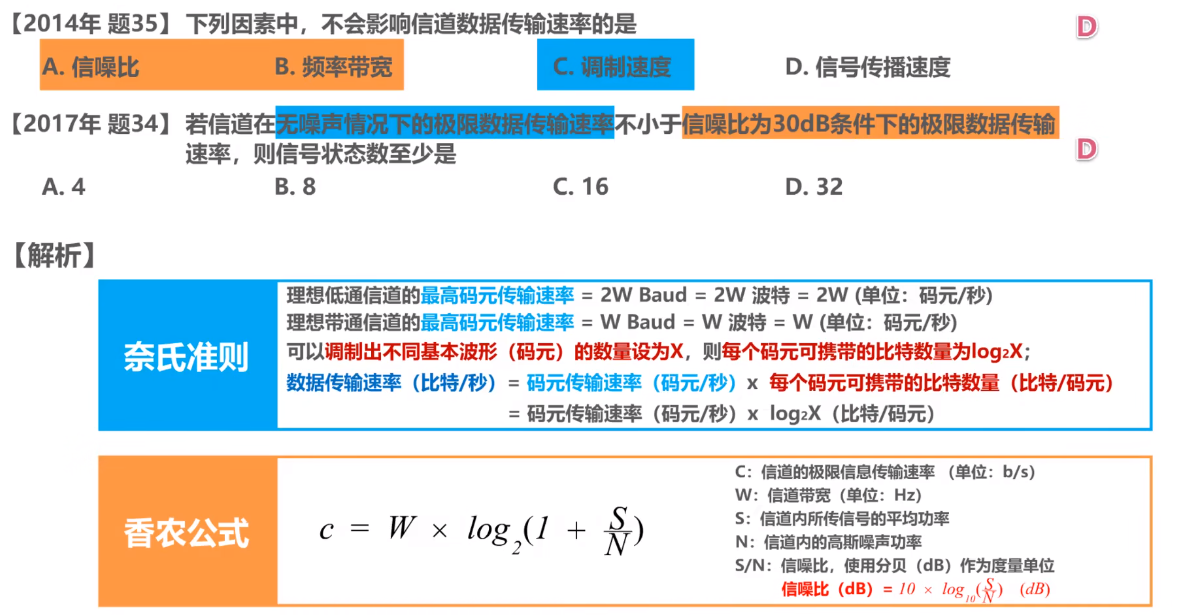 【2014年 题35】下列因素中，不会影响信道数据传输速率的是 D
A. 信噪比 B. 频率带宽 C. 调制速度 D. 信号传播速度
【2017年 题34】若信道在无噪声情况下的极限数据传输速率不小于信噪比为30dB条件下的极限数据传输
速率，则信号状态数至少是 D
A. 4 B. 8 C. 16 D. 32
【解析】
奈氏准则
理想低通信道的最高码元传输速率 = 2W Baud = 2W 波特 = 2W (单位：码元/秒)
理想带通信道的最高码元传输速率 = W Baud = W 波特 = W (单位：码元/秒)
可以调制出不同基本波形（码元）的数量设为X，则每个码元可携带的比特数量为log₂X；
数据传输速率（比特/秒）= 码元传输速率（码元/秒）x 每个码元可携带的比特数量（比特/码元）
= 码元传输速率（码元/秒）x log₂X（比特/码元）
香农公式
c = W × log₂(1 + S/N)
C：信道的极限信息传输速率 （单位：b/s)
W：信道带宽（单位：Hz)
S：信道内所传信号的平均功率
N：信道内的高斯噪声功率
S/N：信噪比，使用分贝（dB）作为度量单位
信噪比（dB）= 10 × log₁₀(S/N) (dB)